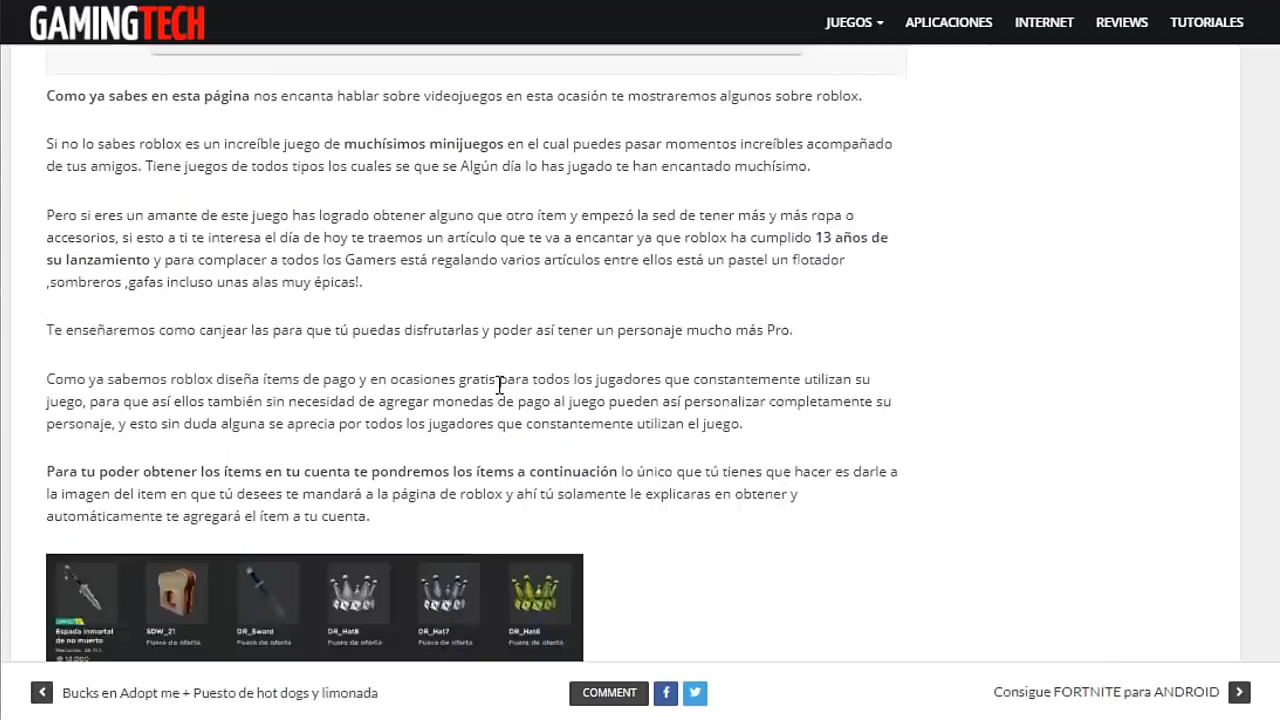 GAMINGTECH
JUEGOS APLICACIONES INTERNET REVIEWS TUTORIALES
Como ya sabes en esta página nos encanta hablar sobre videojuegos en esta ocasión te mostraremos algunos sobre roblox.
Si no lo sabes roblox es un increíble juego de muchísimos minijuegos en el cual puedes pasar momentos increíbles acompañado
de tus amigos. Tiene juegos de todos tipos los cuales se que se Algún día lo has jugado te han encantado muchísimo.
Pero si eres un amante de este juego has logrado obtener alguno que otro ítem y empezó la sed de tener más y más ropa o
accesorios, si esto a ti te interesa el día de hoy te traemos un artículo que te va a encantar ya que roblox ha cumplido 13 años de
su lanzamiento y para complacer a todos los Gamers está regalando varios artículos entre ellos está un pastel un flotador
,sombreros ,gafas incluso unas alas muy épicas!.
Te enseñaremos como canjear las para que tú puedas disfrutarlas y poder así tener un personaje mucho más Pro.
Como ya sabemos roblox diseña ítems de pago y en ocasiones gratis para todos los jugadores que constantemente utilizan su
juego, para que así ellos también sin necesidad de agregar monedas de pago al juego pueden así personalizar completamente su
personaje, y esto sin duda alguna se aprecia por todos los jugadores que constantemente utilizan el juego.
Para tu poder obtener los ítems en tu cuenta te pondremos los ítems a continuación lo único que tú tienes que hacer es darle a
la imagen del item en que tú desees te mandará a la página de roblox y ahí tú solamente le explicaras en obtener y
automáticamente te agregará el ítem a tu cuenta.
Espada inmortal SDW_21 DR_Sword DR_Hat8 DR_Hat7 DR_Hat6
de no muerto Fuera de oferta Fuera de oferta Fuera de oferta Fuera de oferta Fuera de oferta
Bucks en Adopt me + Puesto de hot dogs y limonada COMMENT Consigue FORTNITE para ANDROID